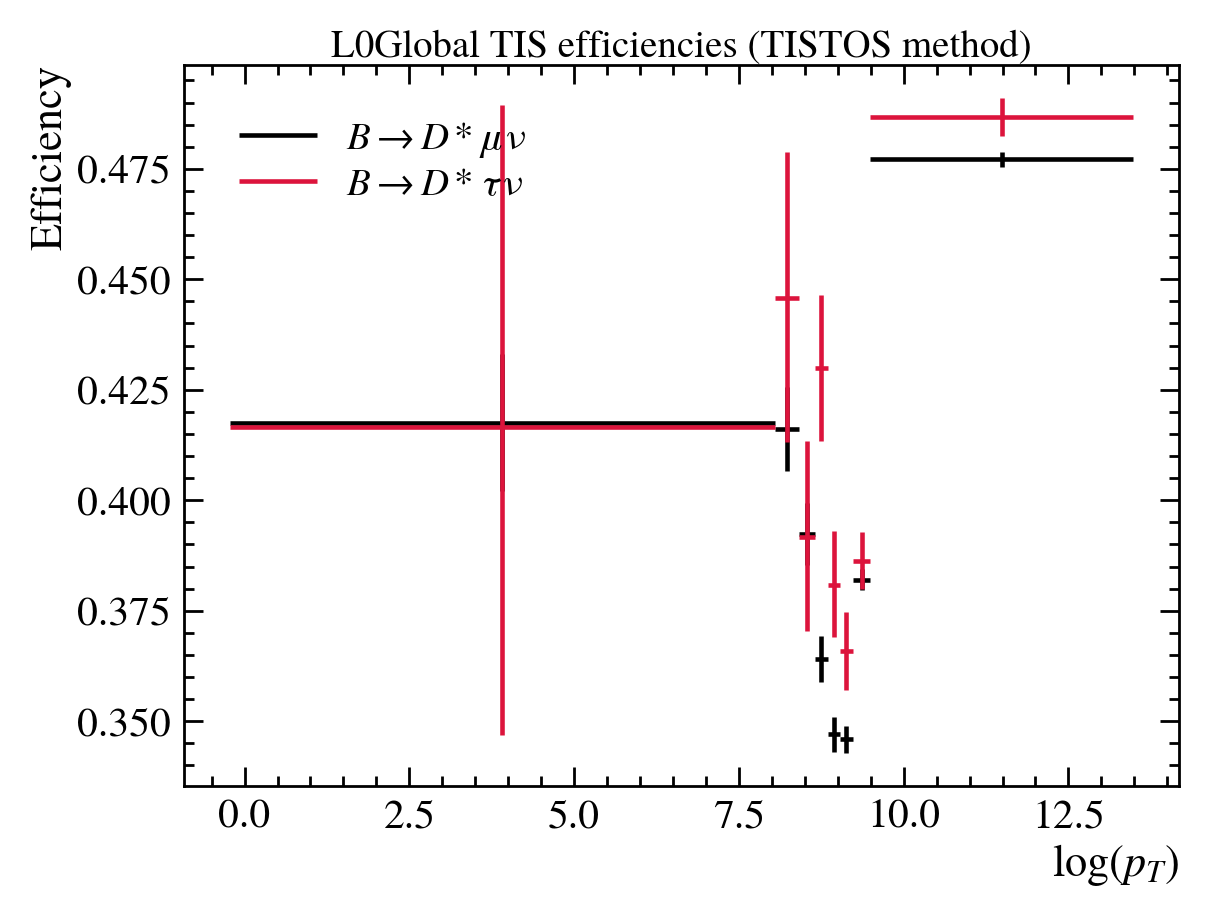 L0Global TIS efficiencies (TISTOS method)
Efficiency
B → D * μν
B → D * τν
0.475
0.450
0.425
0.400
0.375
0.350
0.0 2.5 5.0 7.5 10.0 12.5
log(p_T)